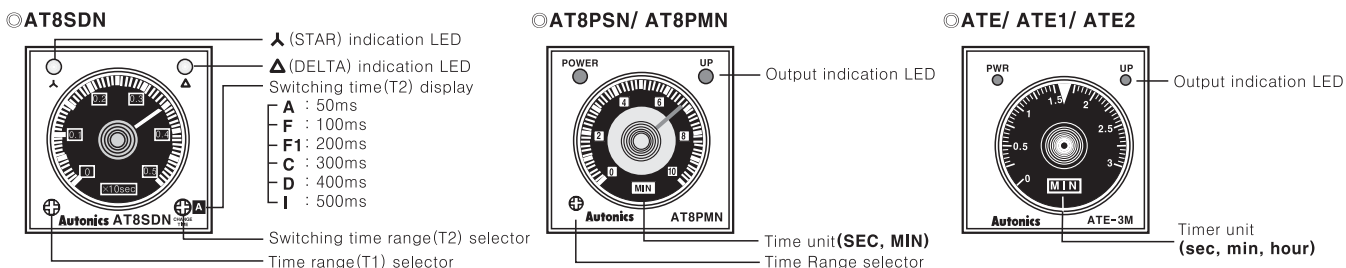 ◎AT8SDN
⅄(STAR) indication LED
△(DELTA) indication LED
Switching time(T2) display
A : 50ms
F : 100ms
F1 : 200ms
C : 300ms
D : 400ms
I : 500ms
0
0.1
0.2
0.3
0.4
0.5
×10sec
A
Autonics AT8SDN
CHANGE
TIME
Switching time range(T2) selector
Time range(T1) selector
◎AT8PSN/ AT8PMN
POWER
UP
Output indication LED
0
2
4
6
8
10
MIN
Autonics
AT8PMN
Time unit(SEC, MIN)
Time Range selector
◎ATE/ ATE1/ ATE2
PWR
UP
Output indication LED
0
0.5
1
1.5
2
2.5
3
MIN
Autonics
ATE-3M
Timer unit
(sec, min, hour)